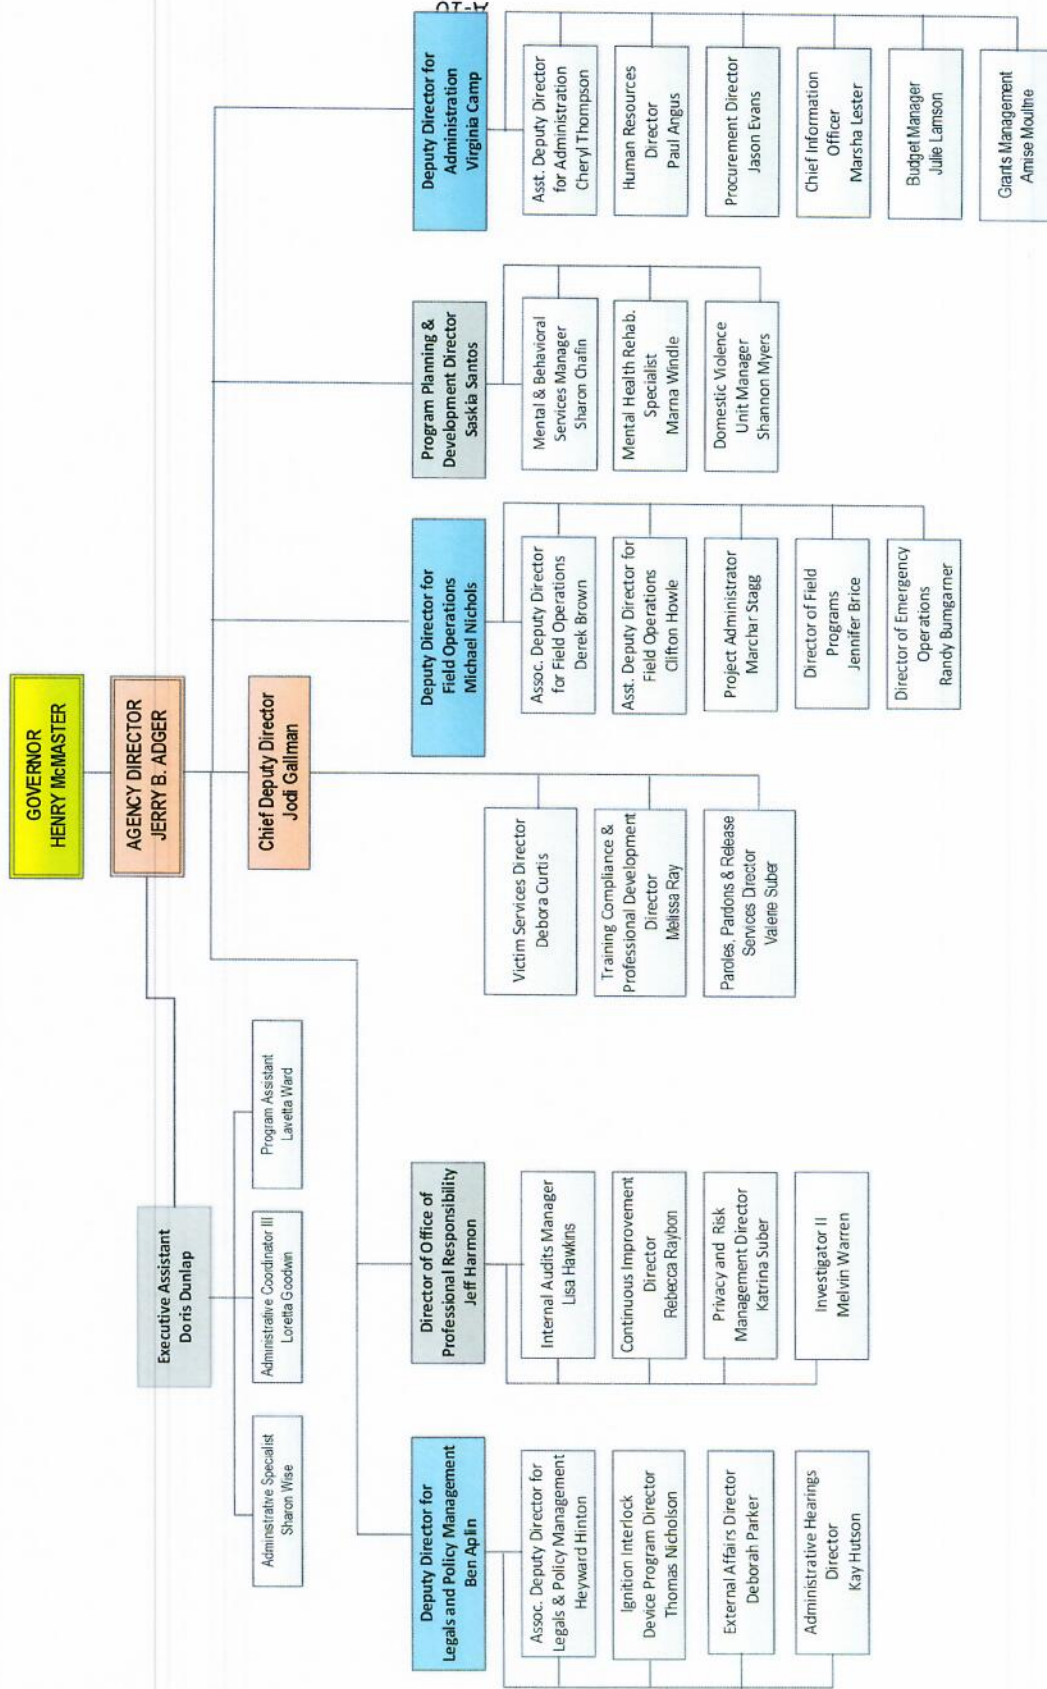 A-10
GOVERNOR
HENRY McMASTER
AGENCY DIRECTOR
JERRY B. ADGER
Chief Deputy Director
Jodi Gallman
Executive Assistant
Doris Dunlap
Administrative Specialist
Sharon Wise
Administrative Coordinator III
Loretta Goodwin
Program Assistant
Lavetta Ward
Deputy Director for
Legals and Policy Management
Ben Aplin
Assoc. Deputy Director for
Legals & Policy Management
Heyward Hinton
Ignition Interlock
Device Program Director
Thomas Nicholson
External Affairs Director
Deborah Parker
Administrative Hearings
Director
Kay Hutson
Director of Office of
Professional Responsibility
Jeff Harmon
Internal Audits Manager
Lisa Hawkins
Continuous Improvement
Director
Rebecca Raybon
Privacy and Risk
Management Director
Katrina Suber
Investigator II
Melvin Warren
Victim Services Director
Debora Curtis
Training Compliance &
Professional Development
Director
Melissa Ray
Paroles, Pardons & Release
Services Director
Valerie Suber
Deputy Director for
Field Operations
Michael Nichols
Assoc. Deputy Director
for Field Operations
Derek Brown
Asst. Deputy Director for
Field Operations
Clifton Howle
Project Administrator
Marchar Stagg
Director of Field
Programs
Jennifer Brice
Director of Emergency
Operations
Randy Bumgarner
Program Planning &
Development Director
Saskia Santos
Mental & Behavioral
Services Manager
Sharon Chafin
Mental Health Rehab.
Specialist
Marna Windle
Domestic Violence
Unit Manager
Shannon Myers
Deputy Director for
Administration
Virginia Camp
Asst. Deputy Director
for Administration
Cheryl Thompson
Human Resources
Director
Paul Angus
Procurement Director
Jason Evans
Chief Information
Officer
Marsha Lester
Budget Manager
Julie Lamson
Grants Management
Amise Moultrie